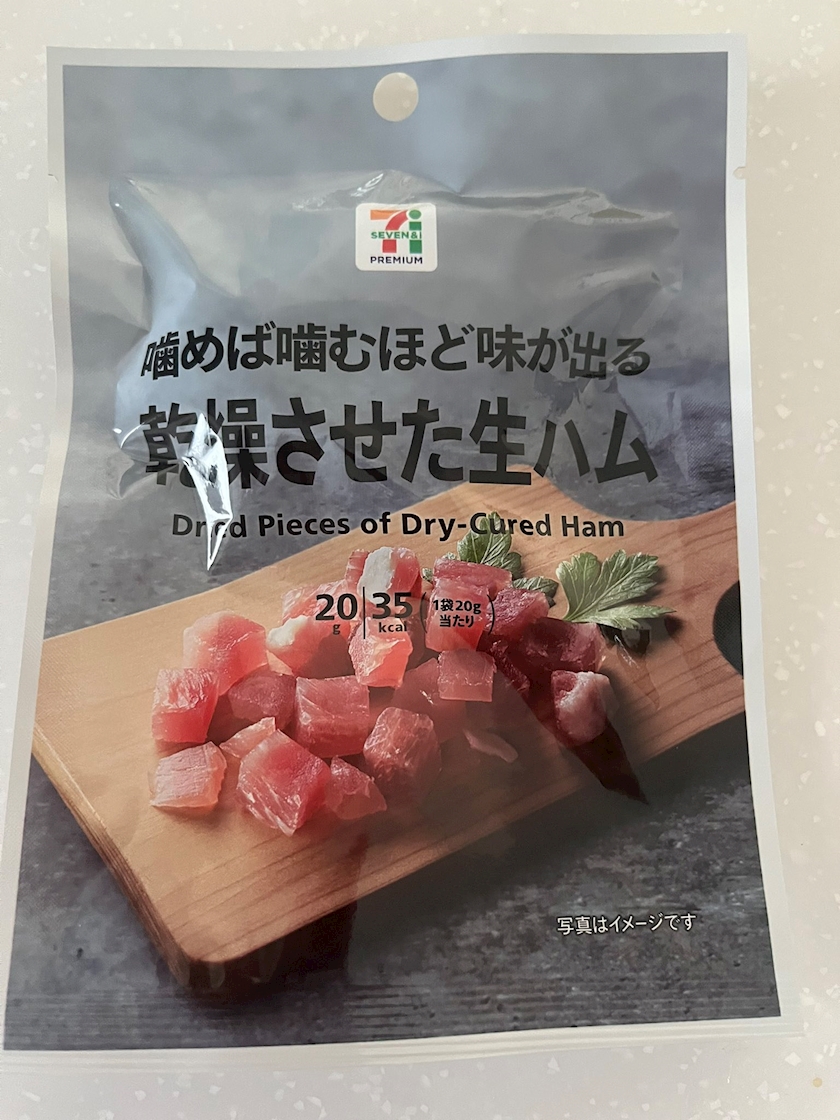 SEVEN&i
PREMIUM
噛めば噛むほど味が出る
乾燥させた生ハム
Dried Pieces of Dry-Cured Ham
20g 35kcal (1袋20g当たり)
写真はイメージです